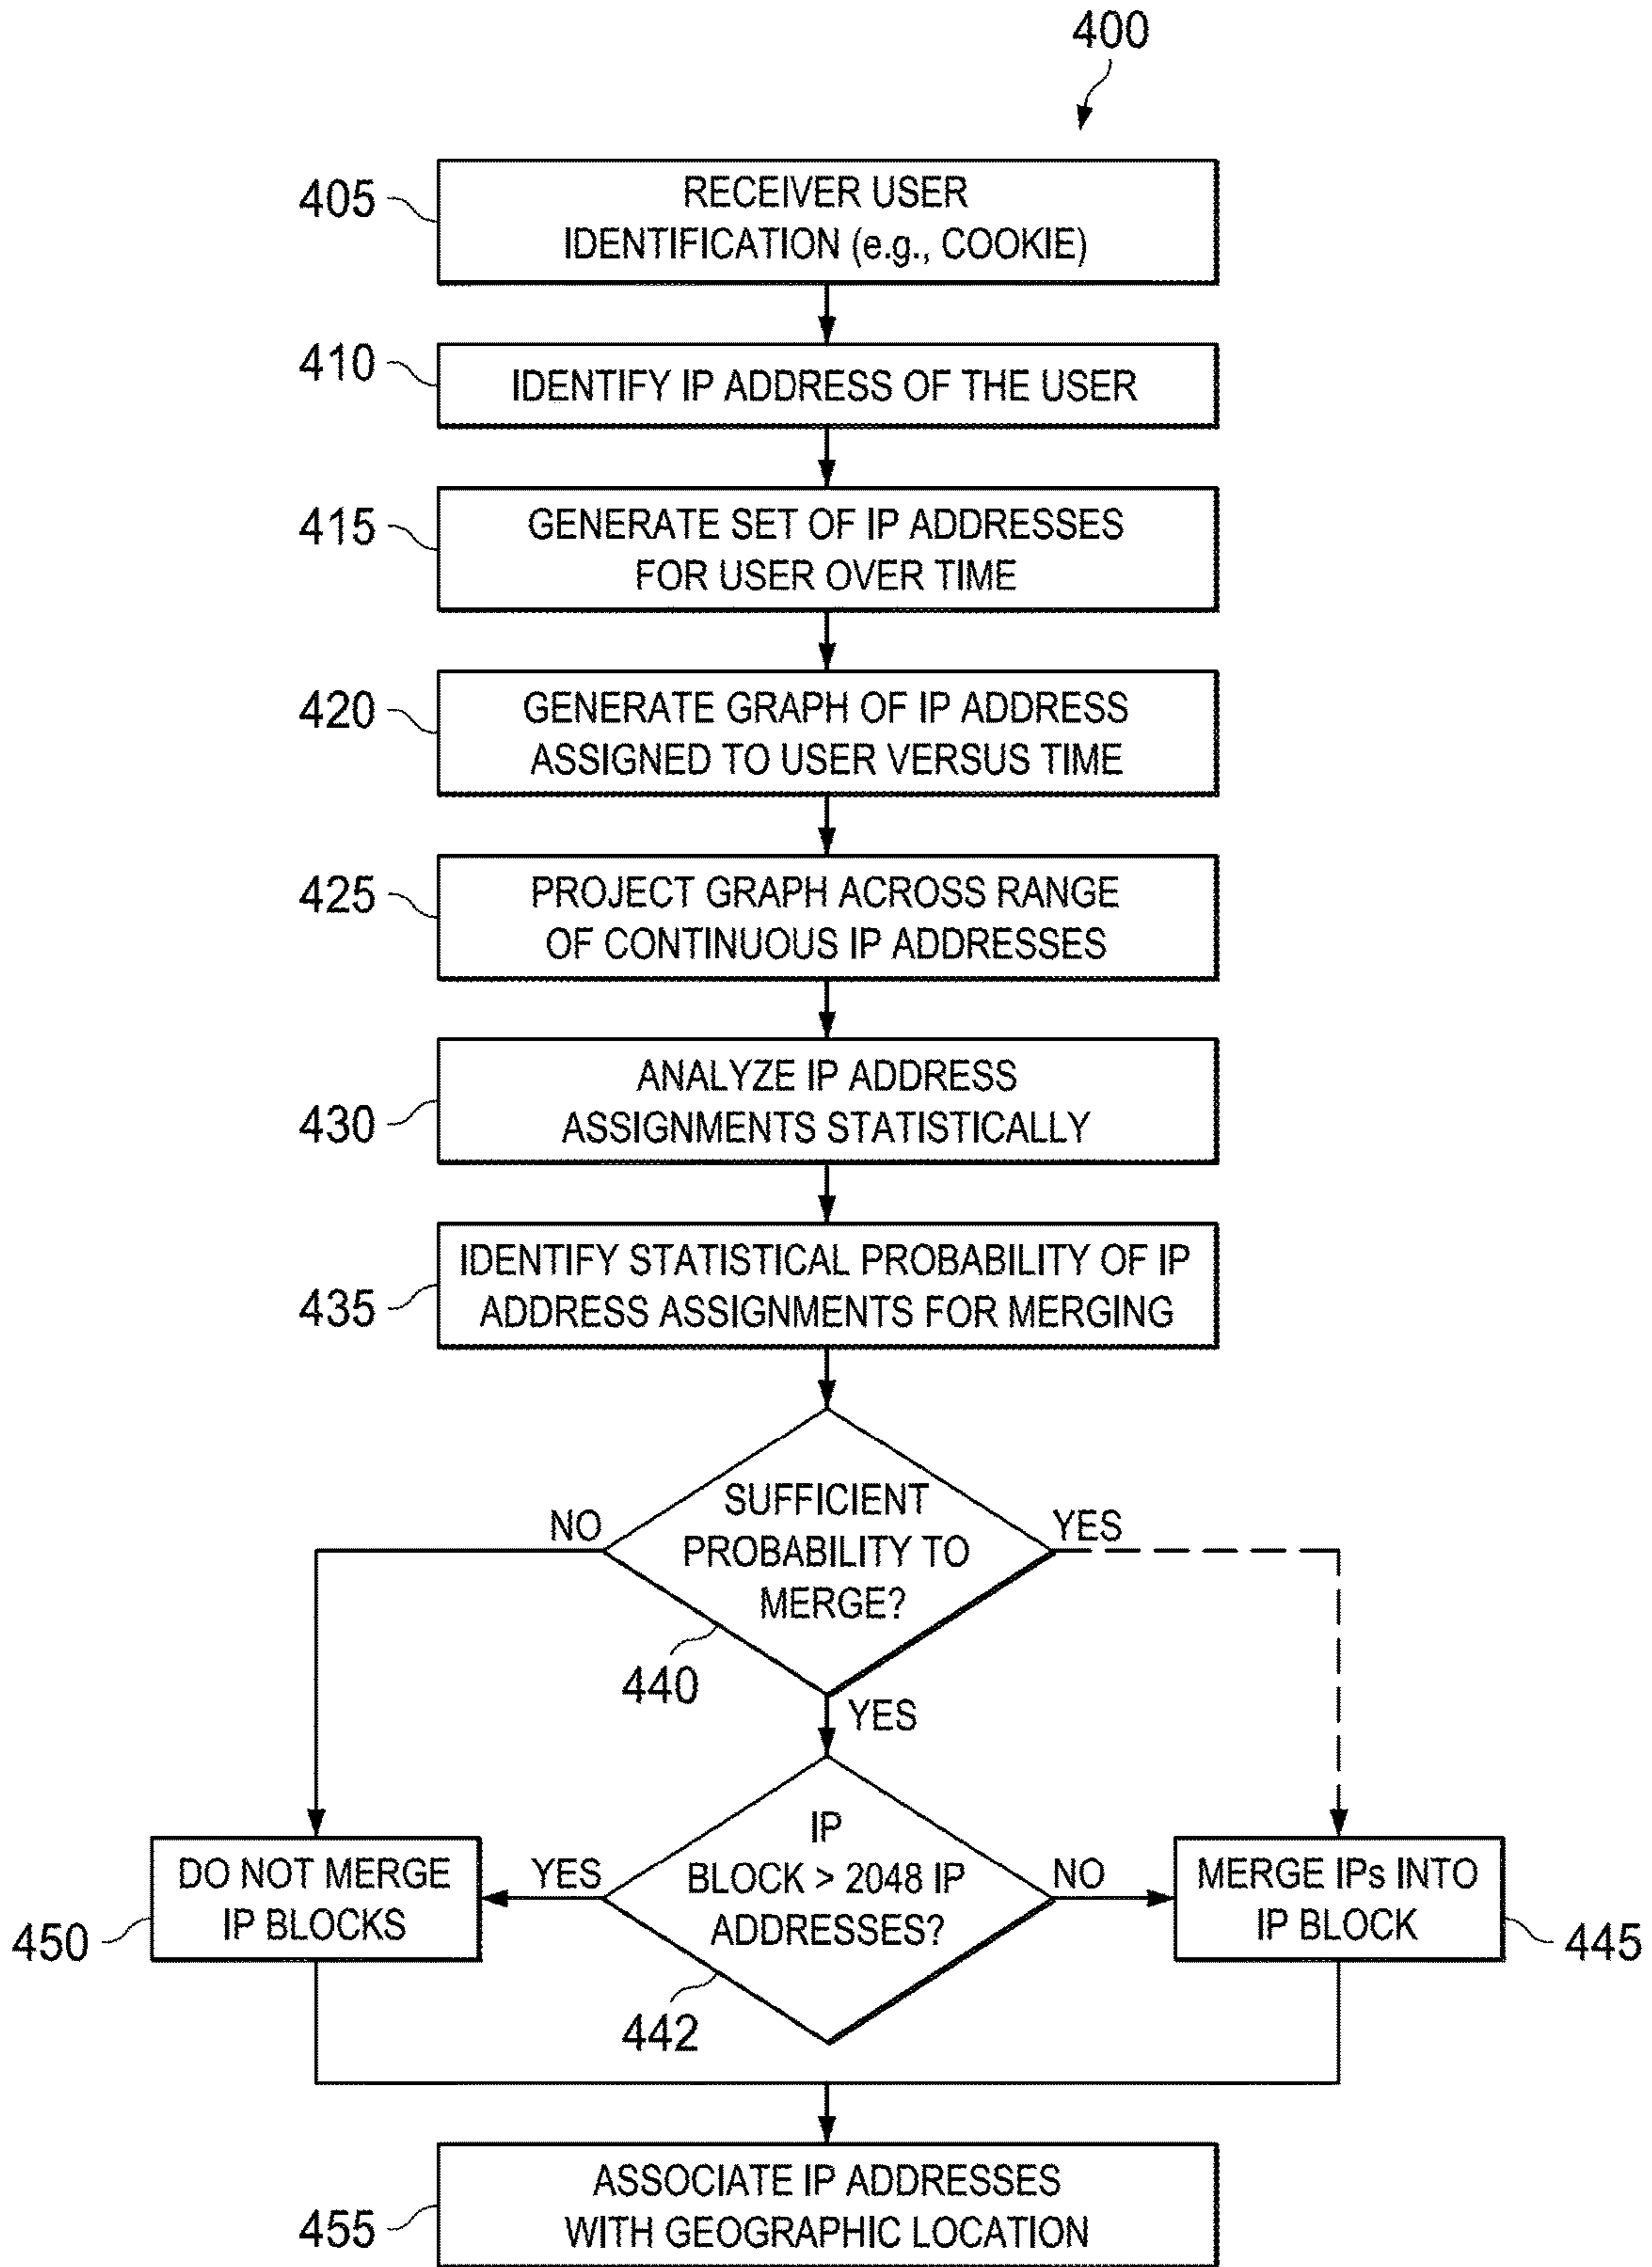 400
405
RECEIVER USER
IDENTIFICATION (e.g., COOKIE)
410
IDENTIFY IP ADDRESS OF THE USER
415
GENERATE SET OF IP ADDRESSES
FOR USER OVER TIME
420
GENERATE GRAPH OF IP ADDRESS
ASSIGNED TO USER VERSUS TIME
425
PROJECT GRAPH ACROSS RANGE
OF CONTINUOUS IP ADDRESSES
430
ANALYZE IP ADDRESS
ASSIGNMENTS STATISTICALLY
435
IDENTIFY STATISTICAL PROBABILITY OF IP
ADDRESS ASSIGNMENTS FOR MERGING
NO
SUFFICIENT
PROBABILITY TO
MERGE?
YES
440
YES
450
DO NOT MERGE
IP BLOCKS
YES
IP
BLOCK > 2048 IP
ADDRESSES?
NO
MERGE IPs INTO
IP BLOCK
445
442
455
ASSOCIATE IP ADDRESSES
WITH GEOGRAPHIC LOCATION